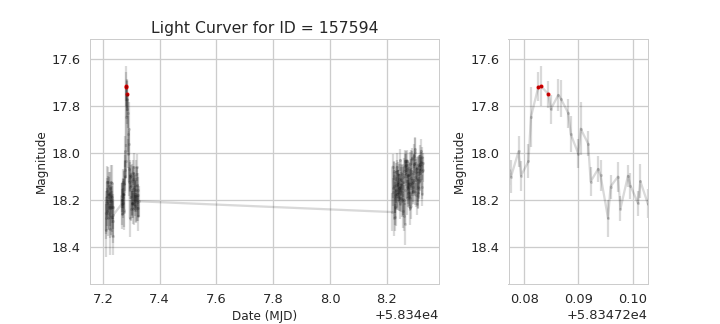 Light Curver for ID = 157594
Magnitude
17.6
17.8
18.0
18.2
18.4
7.2 7.4 7.6 7.8 8.0 8.2
Date (MJD)
+5.834e4
Magnitude
17.6
17.8
18.0
18.2
18.4
0.08 0.09 0.10
+5.83472e4